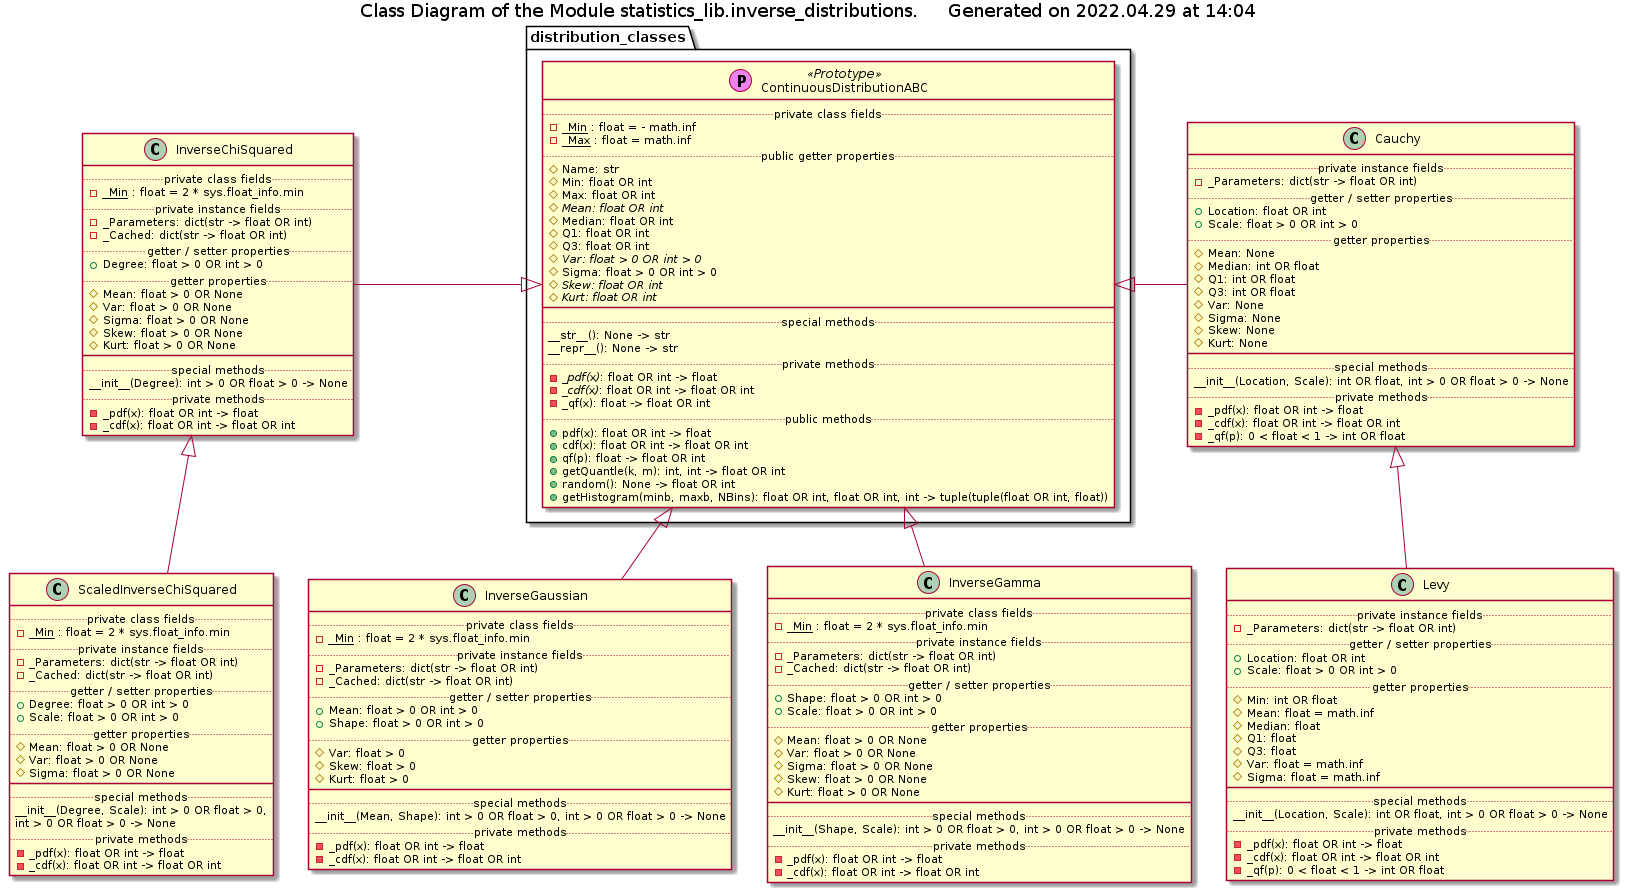 Class Diagram of the Module statistics_lib.inverse_distributions. Generated on 2022.04.29 at 14:04
distribution_classes
P
«Prototype»
ContinuousDistributionABC
private class fields
_Min : float = - math.inf
_Max : float = math.inf
public getter properties
Name: str
Min: float OR int
Max: float OR int
Mean: float OR int
Median: float OR int
Q1: float OR int
Q3: float OR int
Var: float > 0 OR int > 0
Sigma: float > 0 OR int > 0
Skew: float OR int
Kurt: float OR int
special methods
__str__(): None -> str
__repr__(): None -> str
private methods
_pdf(x): float OR int -> float
_cdf(x): float OR int -> float OR int
_qf(x): float -> float OR int
public methods
pdf(x): float OR int -> float
cdf(x): float OR int -> float OR int
qf(p): float -> float OR int
getQuantle(k, m): int, int -> float OR int
random(): None -> float OR int
getHistogram(minb, maxb, NBins): float OR int, float OR int, int -> tuple(tuple(float OR int, float))
C InverseChiSquared
private class fields
_Min : float = 2 * sys.float_info.min
private instance fields
_Parameters: dict(str -> float OR int)
_Cached: dict(str -> float OR int)
getter / setter properties
Degree: float > 0 OR int > 0
getter properties
Mean: float > 0 OR None
Var: float > 0 OR None
Sigma: float > 0 OR None
Skew: float > 0 OR None
Kurt: float > 0 OR None
special methods
__init__(Degree): int > 0 OR float > 0 -> None
private methods
_pdf(x): float OR int -> float
_cdf(x): float OR int -> float OR int
C Cauchy
private instance fields
_Parameters: dict(str -> float OR int)
getter / setter properties
Location: float OR int
Scale: float > 0 OR int > 0
getter properties
Mean: None
Median: int OR float
Q1: int OR float
Q3: int OR float
Var: None
Sigma: None
Skew: None
Kurt: None
special methods
__init__(Location, Scale): int OR float, int > 0 OR float > 0 -> None
private methods
_pdf(x): float OR int -> float
_cdf(x): float OR int -> float OR int
_qf(p): 0 < float < 1 -> int OR float
C ScaledInverseChiSquared
private class fields
_Min : float = 2 * sys.float_info.min
private instance fields
_Parameters: dict(str -> float OR int)
_Cached: dict(str -> float OR int)
getter / setter properties
Degree: float > 0 OR int > 0
Scale: float > 0 OR int > 0
getter properties
Mean: float > 0 OR None
Var: float > 0 OR None
Sigma: float > 0 OR None
special methods
__init__(Degree, Scale): int > 0 OR float > 0,
int > 0 OR float > 0 -> None
private methods
_pdf(x): float OR int -> float
_cdf(x): float OR int -> float OR int
C InverseGaussian
private class fields
_Min : float = 2 * sys.float_info.min
private instance fields
_Parameters: dict(str -> float OR int)
_Cached: dict(str -> float OR int)
getter / setter properties
Mean: float > 0 OR int > 0
Shape: float > 0 OR int > 0
getter properties
Var: float > 0
Skew: float > 0
Kurt: float > 0
special methods
__init__(Mean, Shape): int > 0 OR float > 0, int > 0 OR float > 0 -> None
private methods
_pdf(x): float OR int -> float
_cdf(x): float OR int -> float OR int
C InverseGamma
private class fields
_Min : float = 2 * sys.float_info.min
private instance fields
_Parameters: dict(str -> float OR int)
_Cached: dict(str -> float OR int)
getter / setter properties
Shape: float > 0 OR int > 0
Scale: float > 0 OR int > 0
getter properties
Mean: float > 0 OR None
Var: float > 0 OR None
Sigma: float > 0 OR None
Skew: float > 0 OR None
Kurt: float > 0 OR None
special methods
__init__(Shape, Scale): int > 0 OR float > 0, int > 0 OR float > 0 -> None
private methods
_pdf(x): float OR int -> float
_cdf(x): float OR int -> float OR int
C Levy
private instance fields
_Parameters: dict(str -> float OR int)
getter / setter properties
Location: float OR int
Scale: float > 0 OR int > 0
getter properties
Min: int OR float
Mean: float = math.inf
Median: float
Q1: float
Q3: float
Var: float = math.inf
Sigma: float = math.inf
special methods
__init__(Location, Scale): int OR float, int > 0 OR float > 0 -> None
private methods
_pdf(x): float OR int -> float
_cdf(x): float OR int -> float OR int
_qf(p): 0 < float < 1 -> int OR float